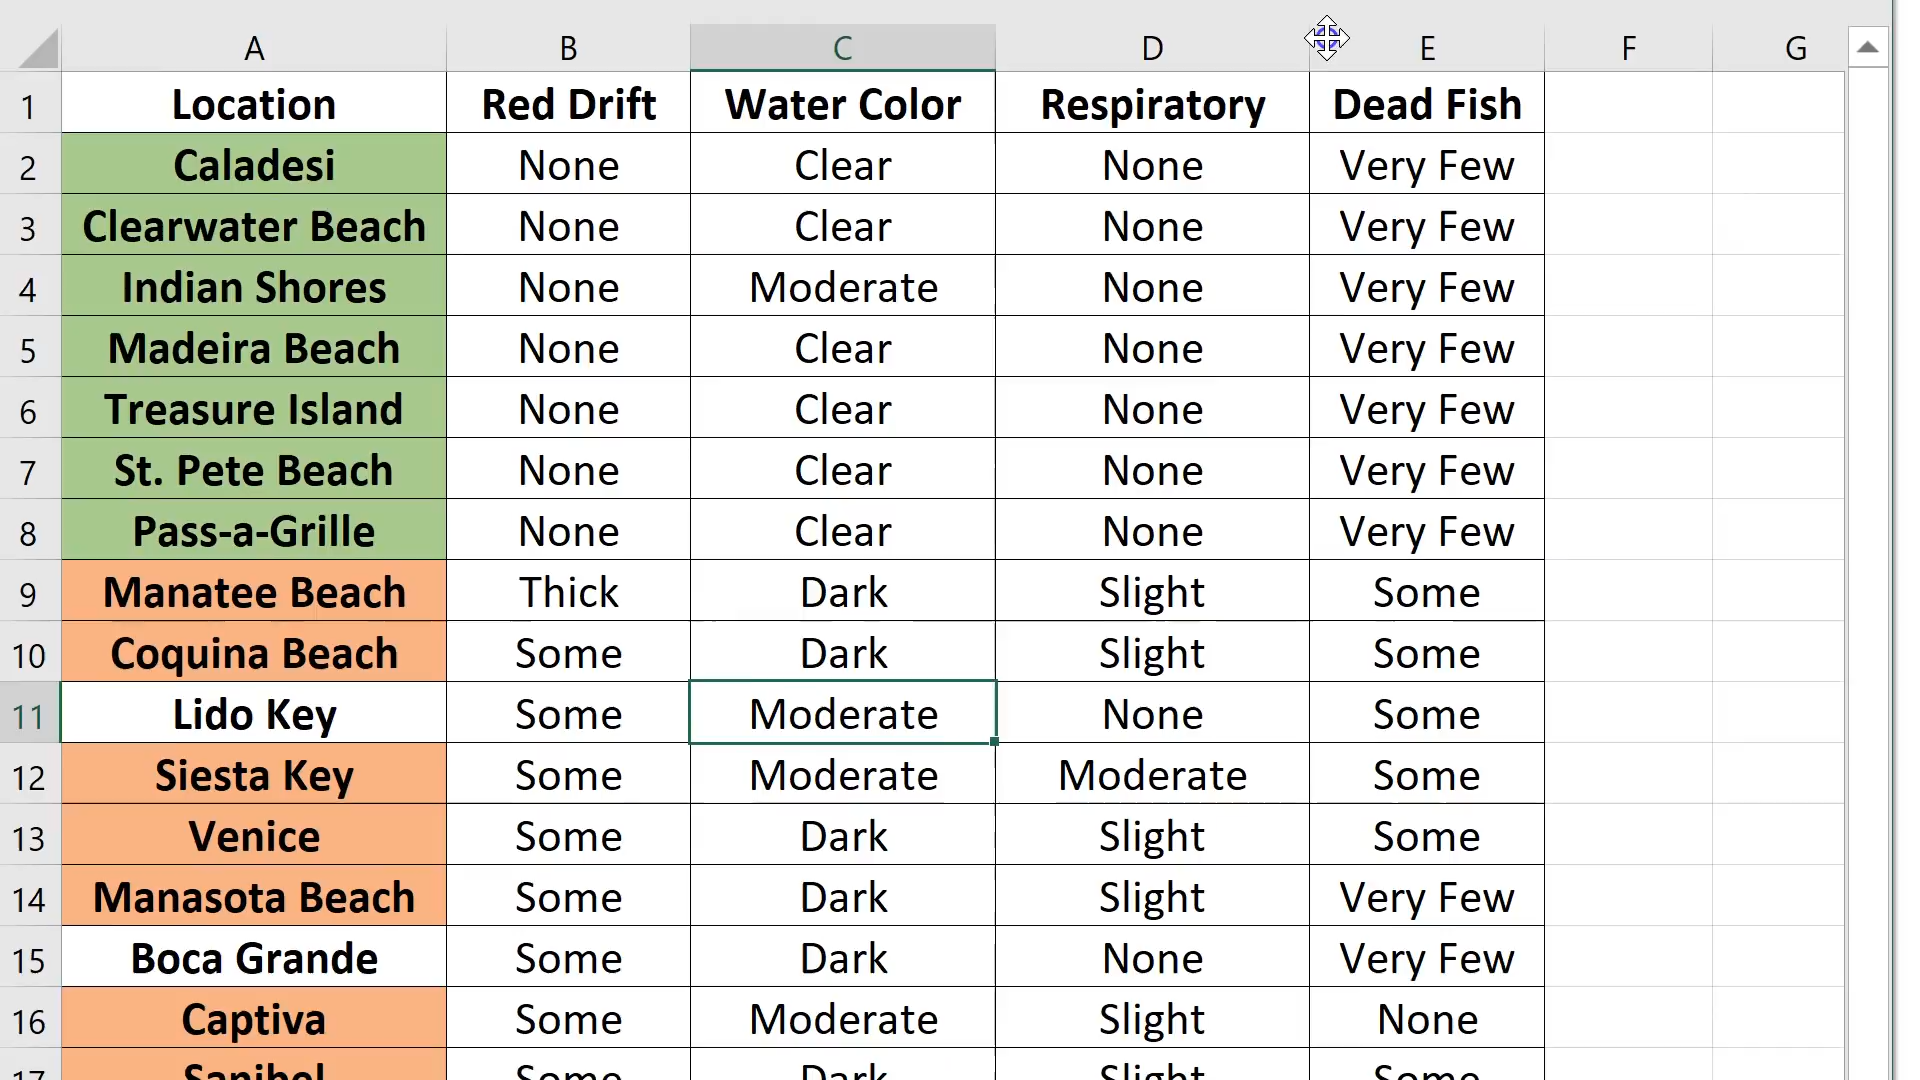 A B C D E F G
1 Location Red Drift Water Color Respiratory Dead Fish
2 Caladesi None Clear None Very Few
3 Clearwater Beach None Clear None Very Few
4 Indian Shores None Moderate None Very Few
5 Madeira Beach None Clear None Very Few
6 Treasure Island None Clear None Very Few
7 St. Pete Beach None Clear None Very Few
8 Pass-a-Grille None Clear None Very Few
9 Manatee Beach Thick Dark Slight Some
10 Coquina Beach Some Dark Slight Some
11 Lido Key Some Moderate None Some
12 Siesta Key Some Moderate Moderate Some
13 Venice Some Dark Slight Some
14 Manasota Beach Some Dark Slight Very Few
15 Boca Grande Some Dark None Very Few
16 Captiva Some Moderate Slight None
17 Sanibel Some Dark Slight Some